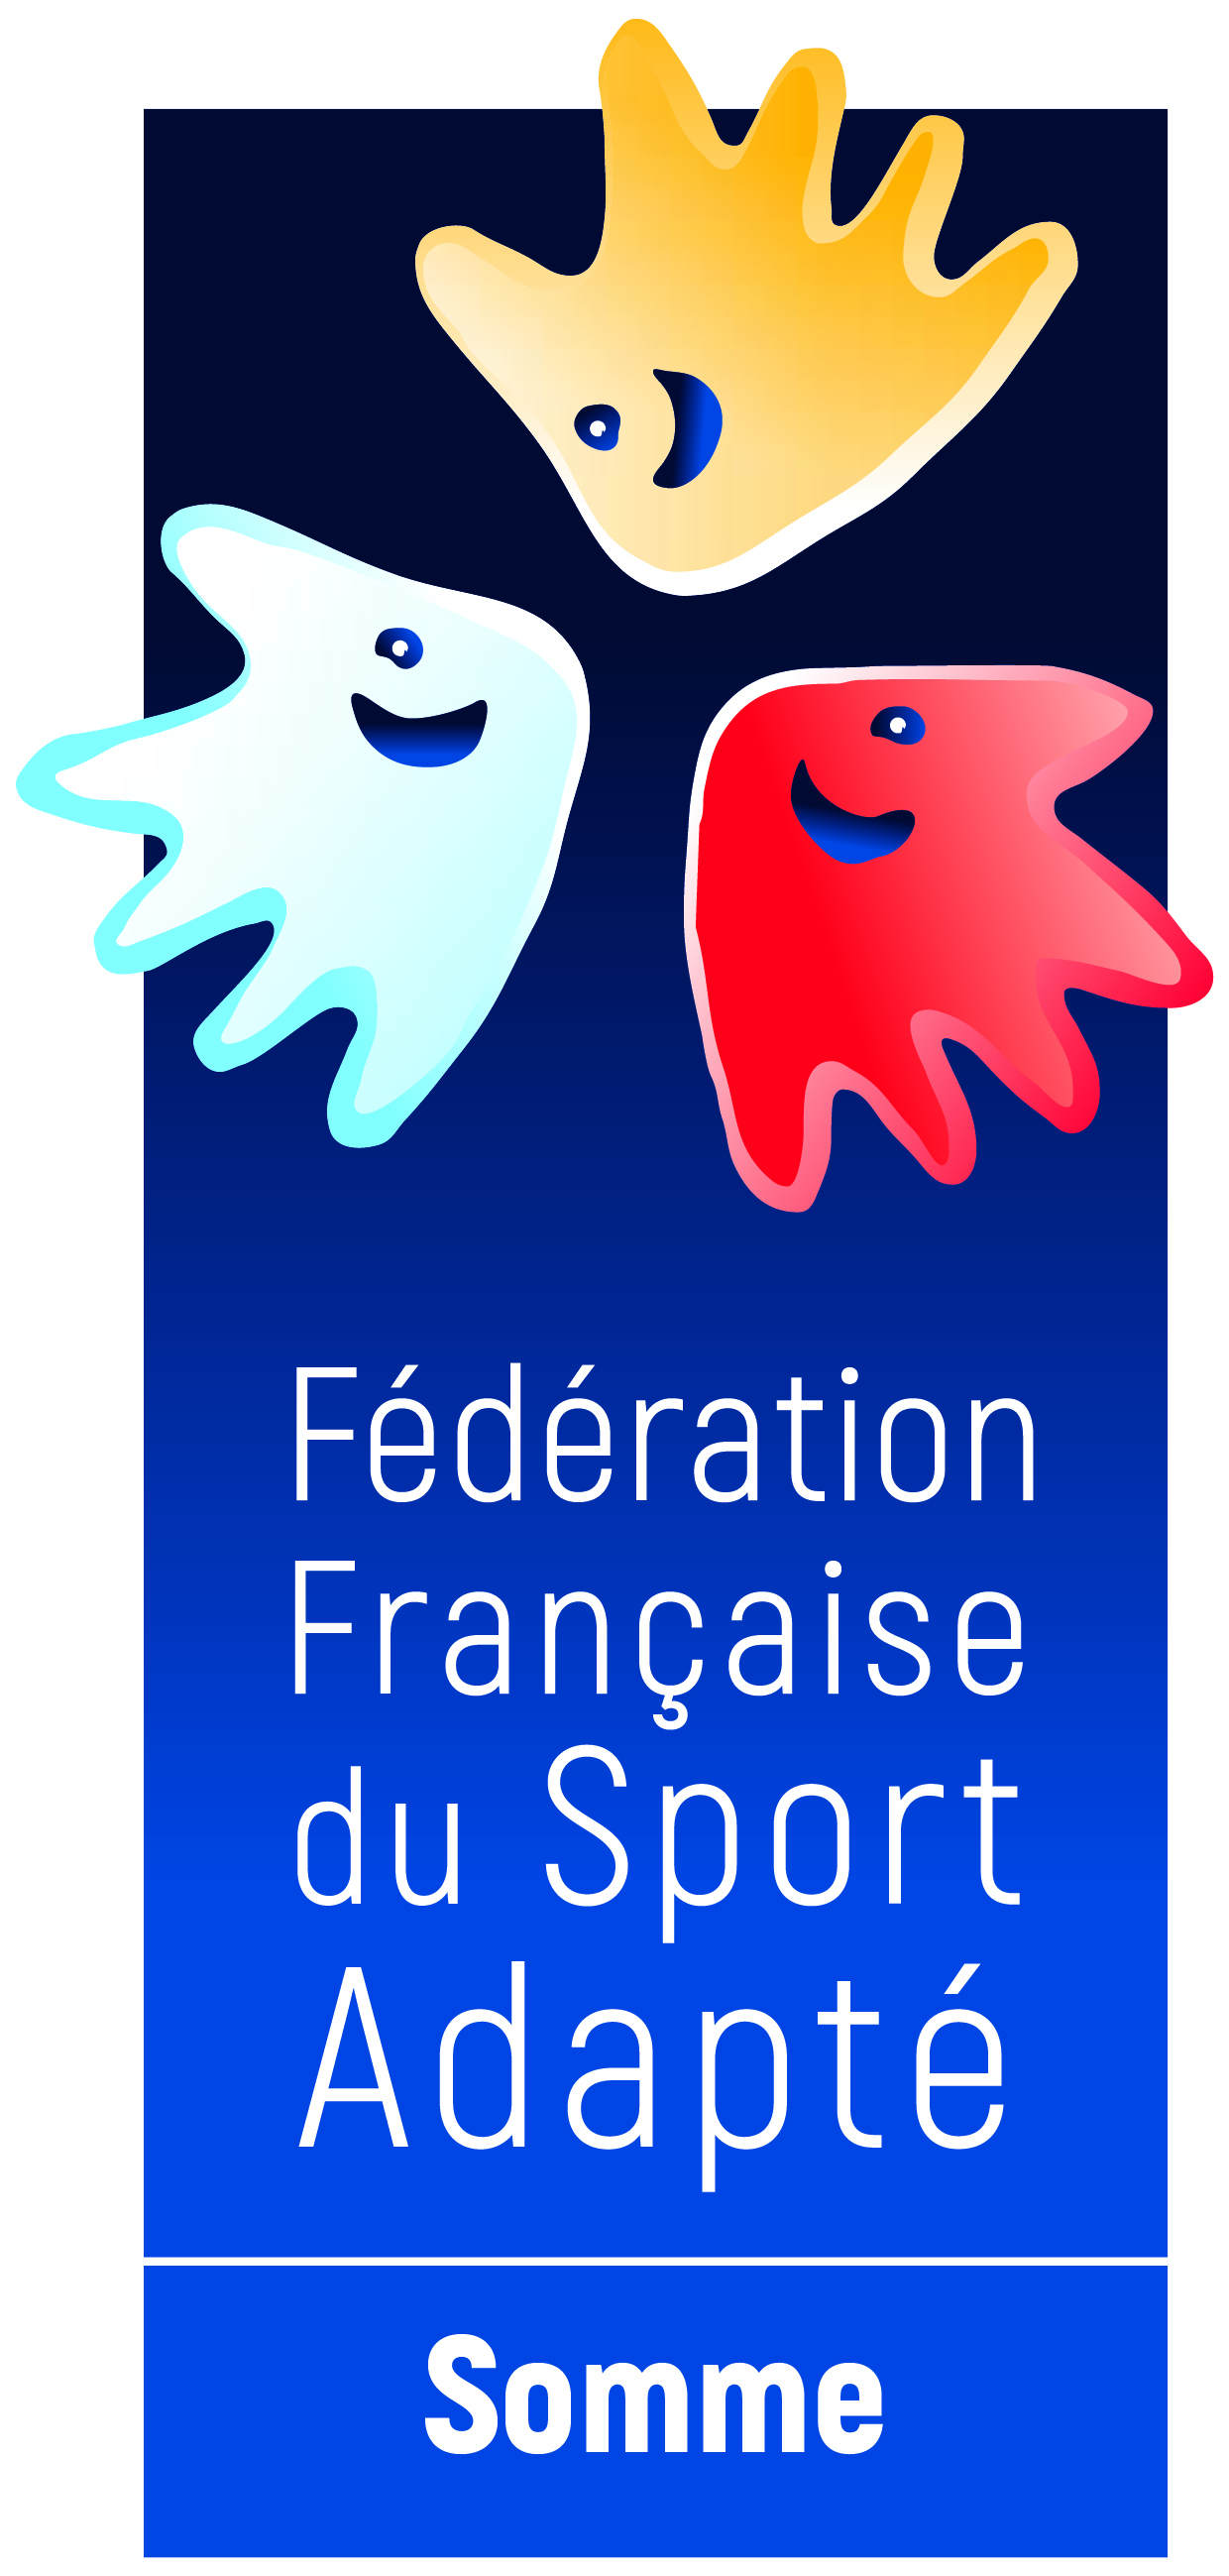 Fédération
Française
du Sport
Adapté
Somme